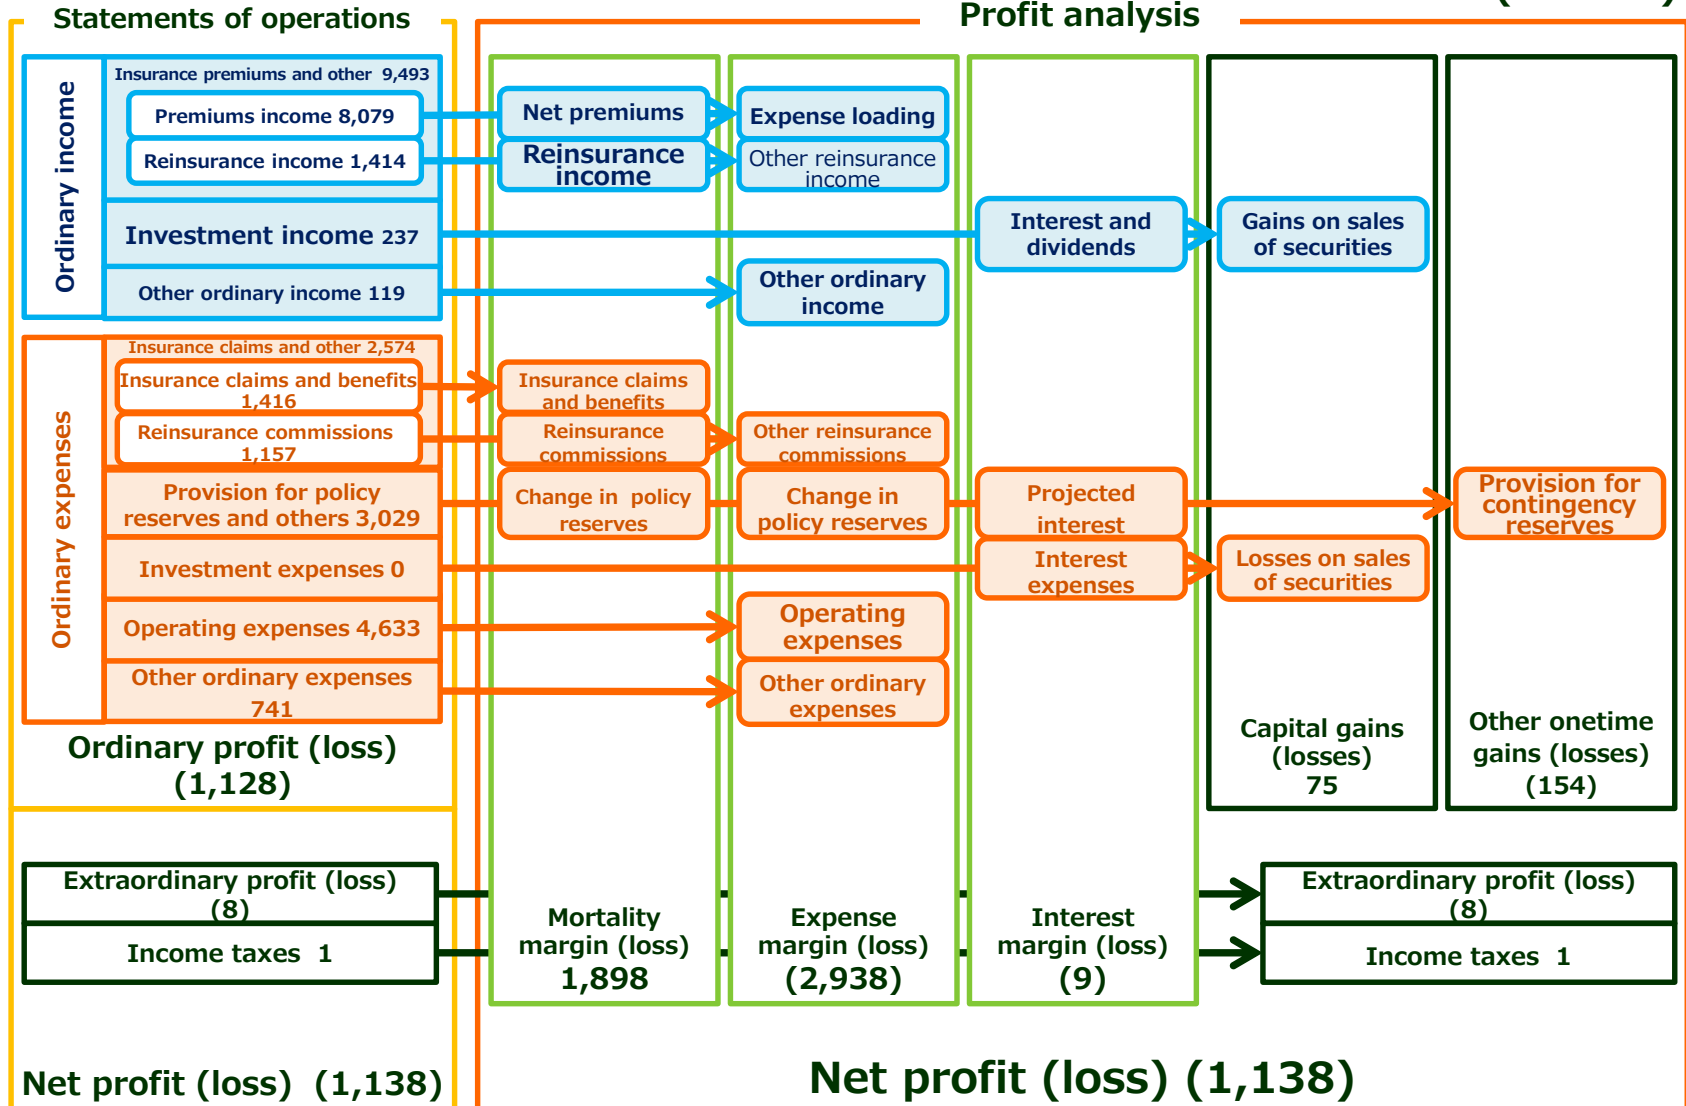 Statements of operations
Profit analysis
Ordinary income
Insurance premiums and other 9,493
Premiums income 8,079
Reinsurance income 1,414
Investment income 237
Other ordinary income 119
Net premiums
Expense loading
Reinsurance
income
Other reinsurance
income
Interest and
dividends
Gains on sales
of securities
Other ordinary
income
Ordinary expenses
Insurance claims and other 2,574
Insurance claims and benefits
1,416
Reinsurance commissions
1,157
Provision for policy
reserves and others 3,029
Investment expenses 0
Operating expenses 4,633
Other ordinary expenses
741
Insurance claims
and benefits
Reinsurance
commissions
Other reinsurance
commissions
Change in policy
reserves
Change in
policy reserves
Projected
interest
Provision for
contingency
reserves
Interest
expenses
Losses on sales
of securities
Operating
expenses
Other ordinary
expenses
Ordinary profit (loss)
(1,128)
Capital gains
(losses)
75
Other onetime
gains (losses)
(154)
Extraordinary profit (loss)
(8)
Income taxes 1
Mortality
margin (loss)
1,898
Expense
margin (loss)
(2,938)
Interest
margin (loss)
(9)
Extraordinary profit (loss)
(8)
Income taxes 1
Net profit (loss) (1,138)
Net profit (loss) (1,138)